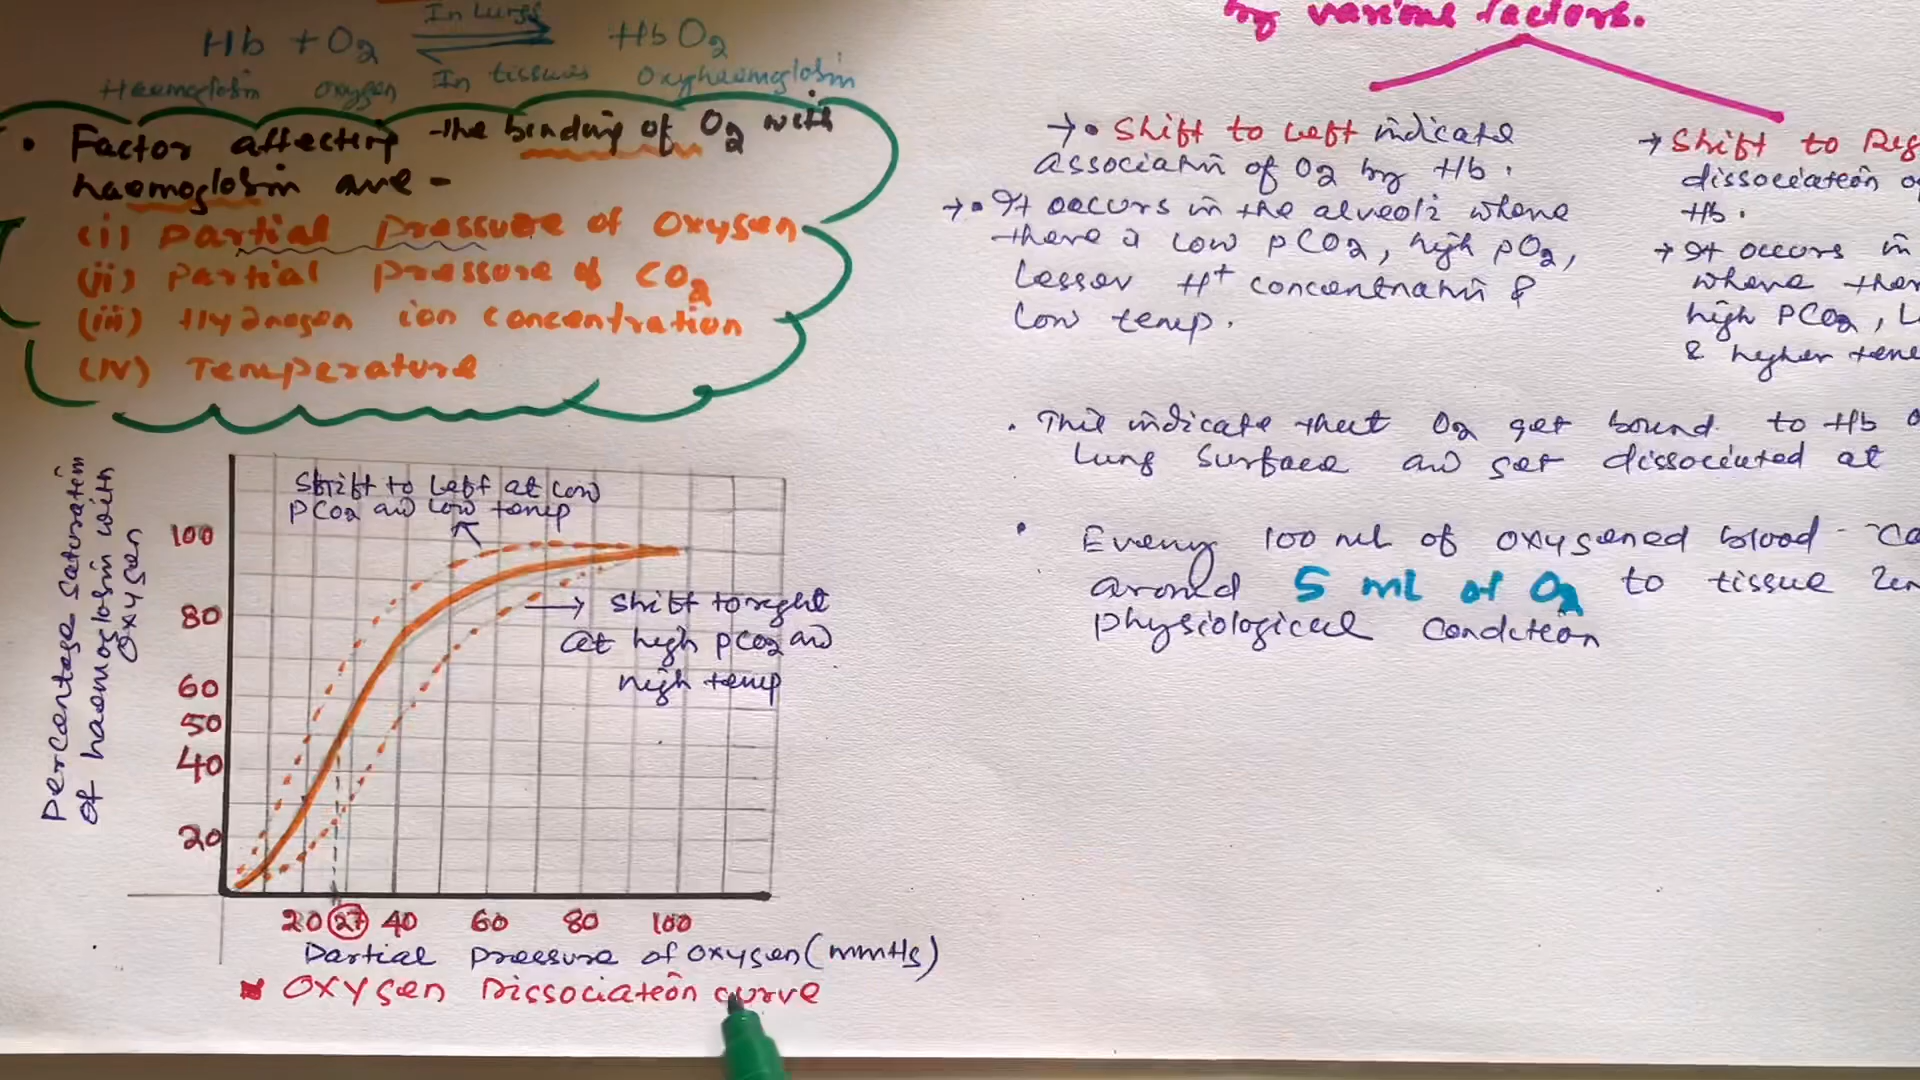 In Lungs
Hb + O2 HbO2
Haemoglobin oxygen In tissues Oxyhaemoglobin
• Factor affecting the binding of O2 with
haemoglobin are -
(i) Partial pressure of Oxygen
(ii) Partial pressure of CO2
(iii) Hydrogen ion concentration
(iv) Temperature
Percentage saturation
of haemoglobin with
Oxygen
Shift to Left at Low
PCO2 and Low temp
100
80
60
50
40
20
→ Shift to right
at high pCO2 and
high temp
20 27 40 60 80 100
Partial pressure of oxygen (mmHg)
Oxygen Dissociation curve
by various factors.
→ • Shift to Left indicate
association of O2 by Hb.
→ • It occurs in the alveoli where
there is low pCO2, high pO2,
Lesser H+ concentration &
Low temp.
→ Shift to
dissociation
Hb.
→ It occurs in
where
high PCO2,
& higher
• This indicate that O2 get bound to Hb
Lung Surface and get dissociated at
• Every 100 ml of oxygened blood
around 5 ml of O2 to tissue
physiological condition